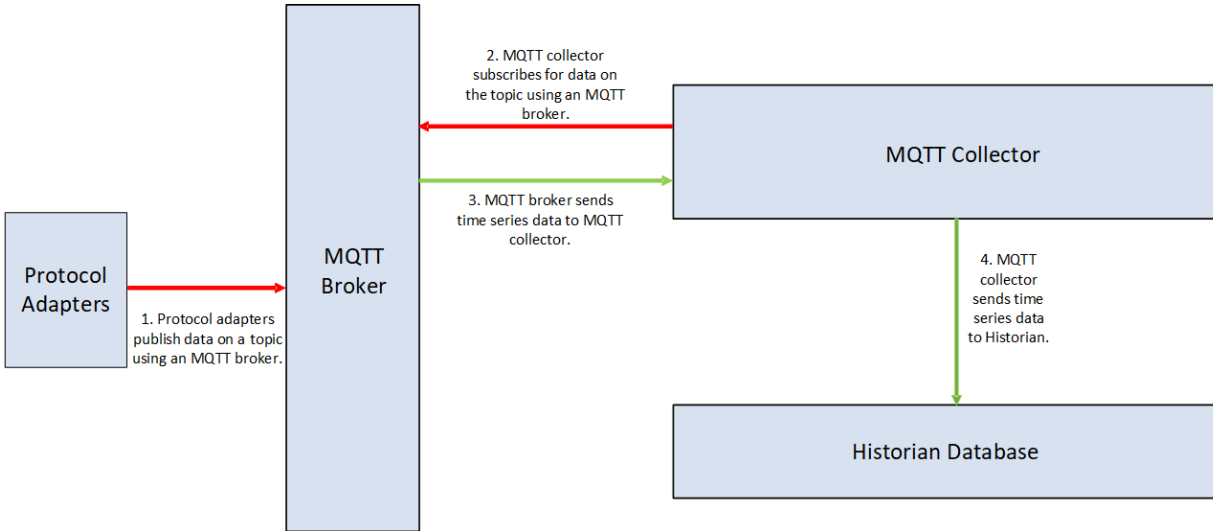 Protocol
Adapters
1. Protocol adapters
publish data on a topic
using an MQTT broker.
MQTT
Broker
2. MQTT collector
subscribes for data on
the topic using an MQTT
broker.
3. MQTT broker sends
time series data to MQTT
collector.
MQTT Collector
4. MQTT
collector
sends time
series data
to Historian.
Historian Database